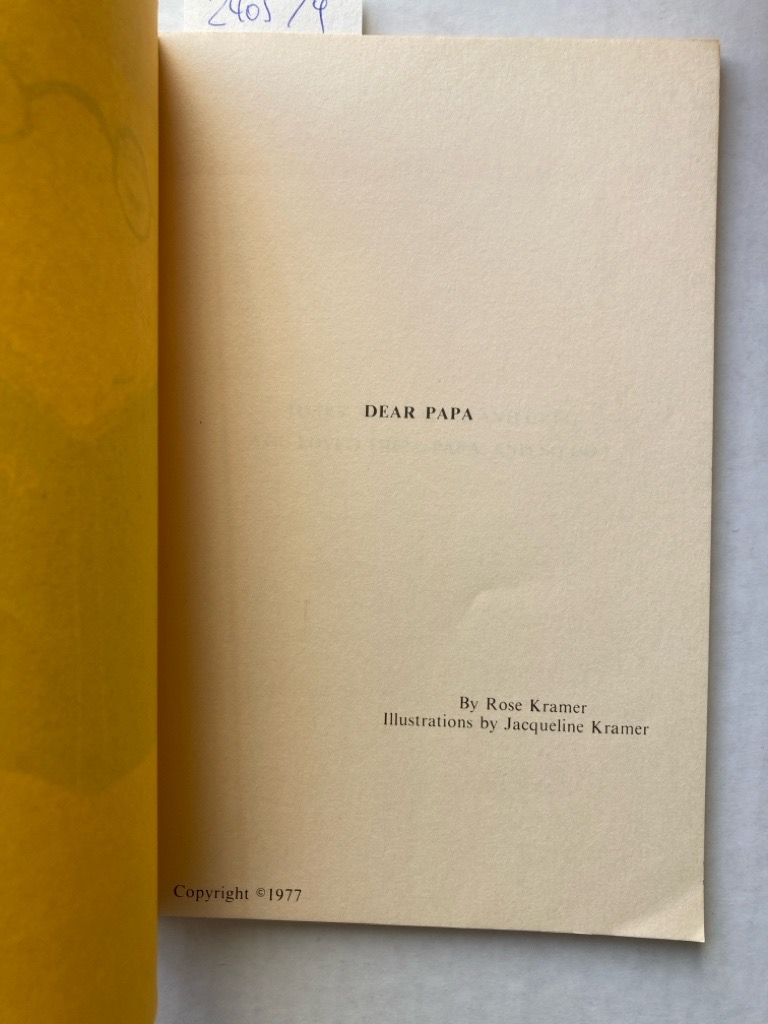 DEAR PAPA
By Rose Kramer
Illustrations by Jacqueline Kramer
Copyright ©1977